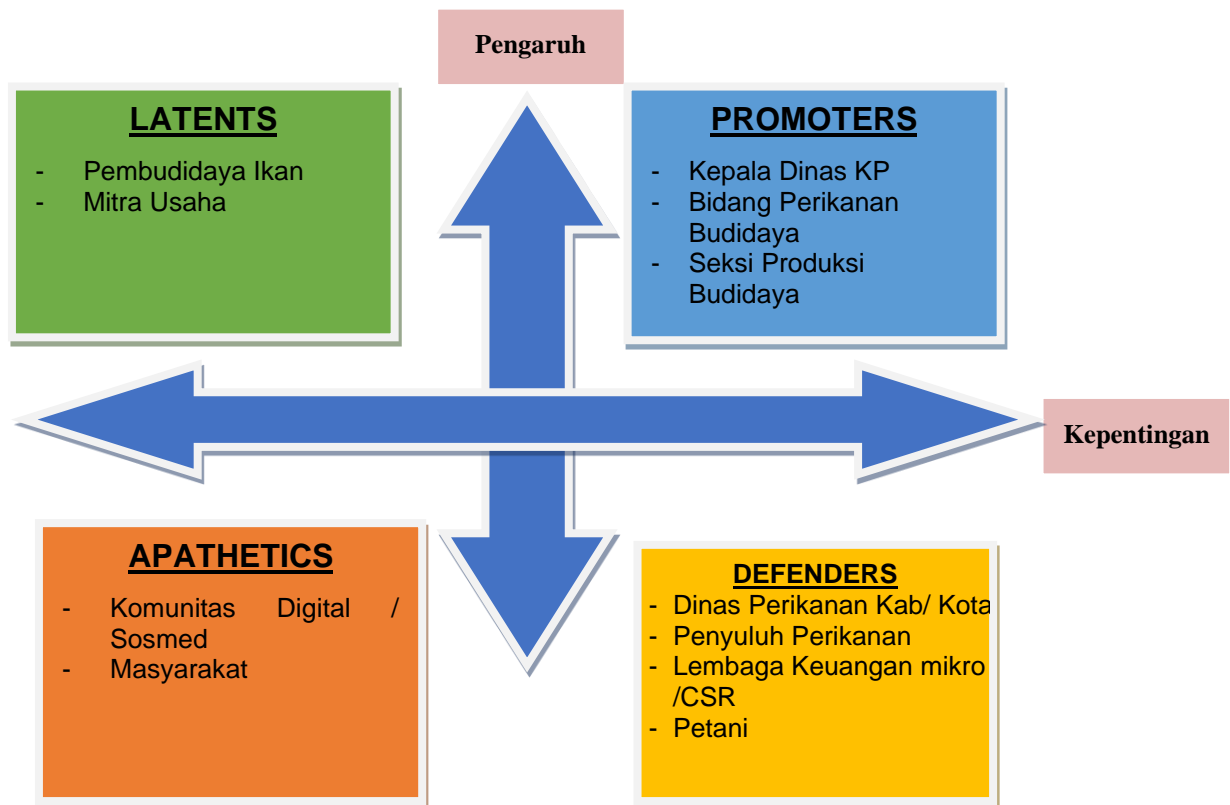 Pengaruh
LATENTS
- Pembudidaya Ikan
- Mitra Usaha
PROMOTERS
- Kepala Dinas KP
- Bidang Perikanan
Budidaya
- Seksi Produksi
Budidaya
Kepentingan
APATHETICS
- Komunitas Digital /
Sosmed
- Masyarakat
DEFENDERS
- Dinas Perikanan Kab/ Kota
- Penyuluh Perikanan
- Lembaga Keuangan mikro
/CSR
- Petani